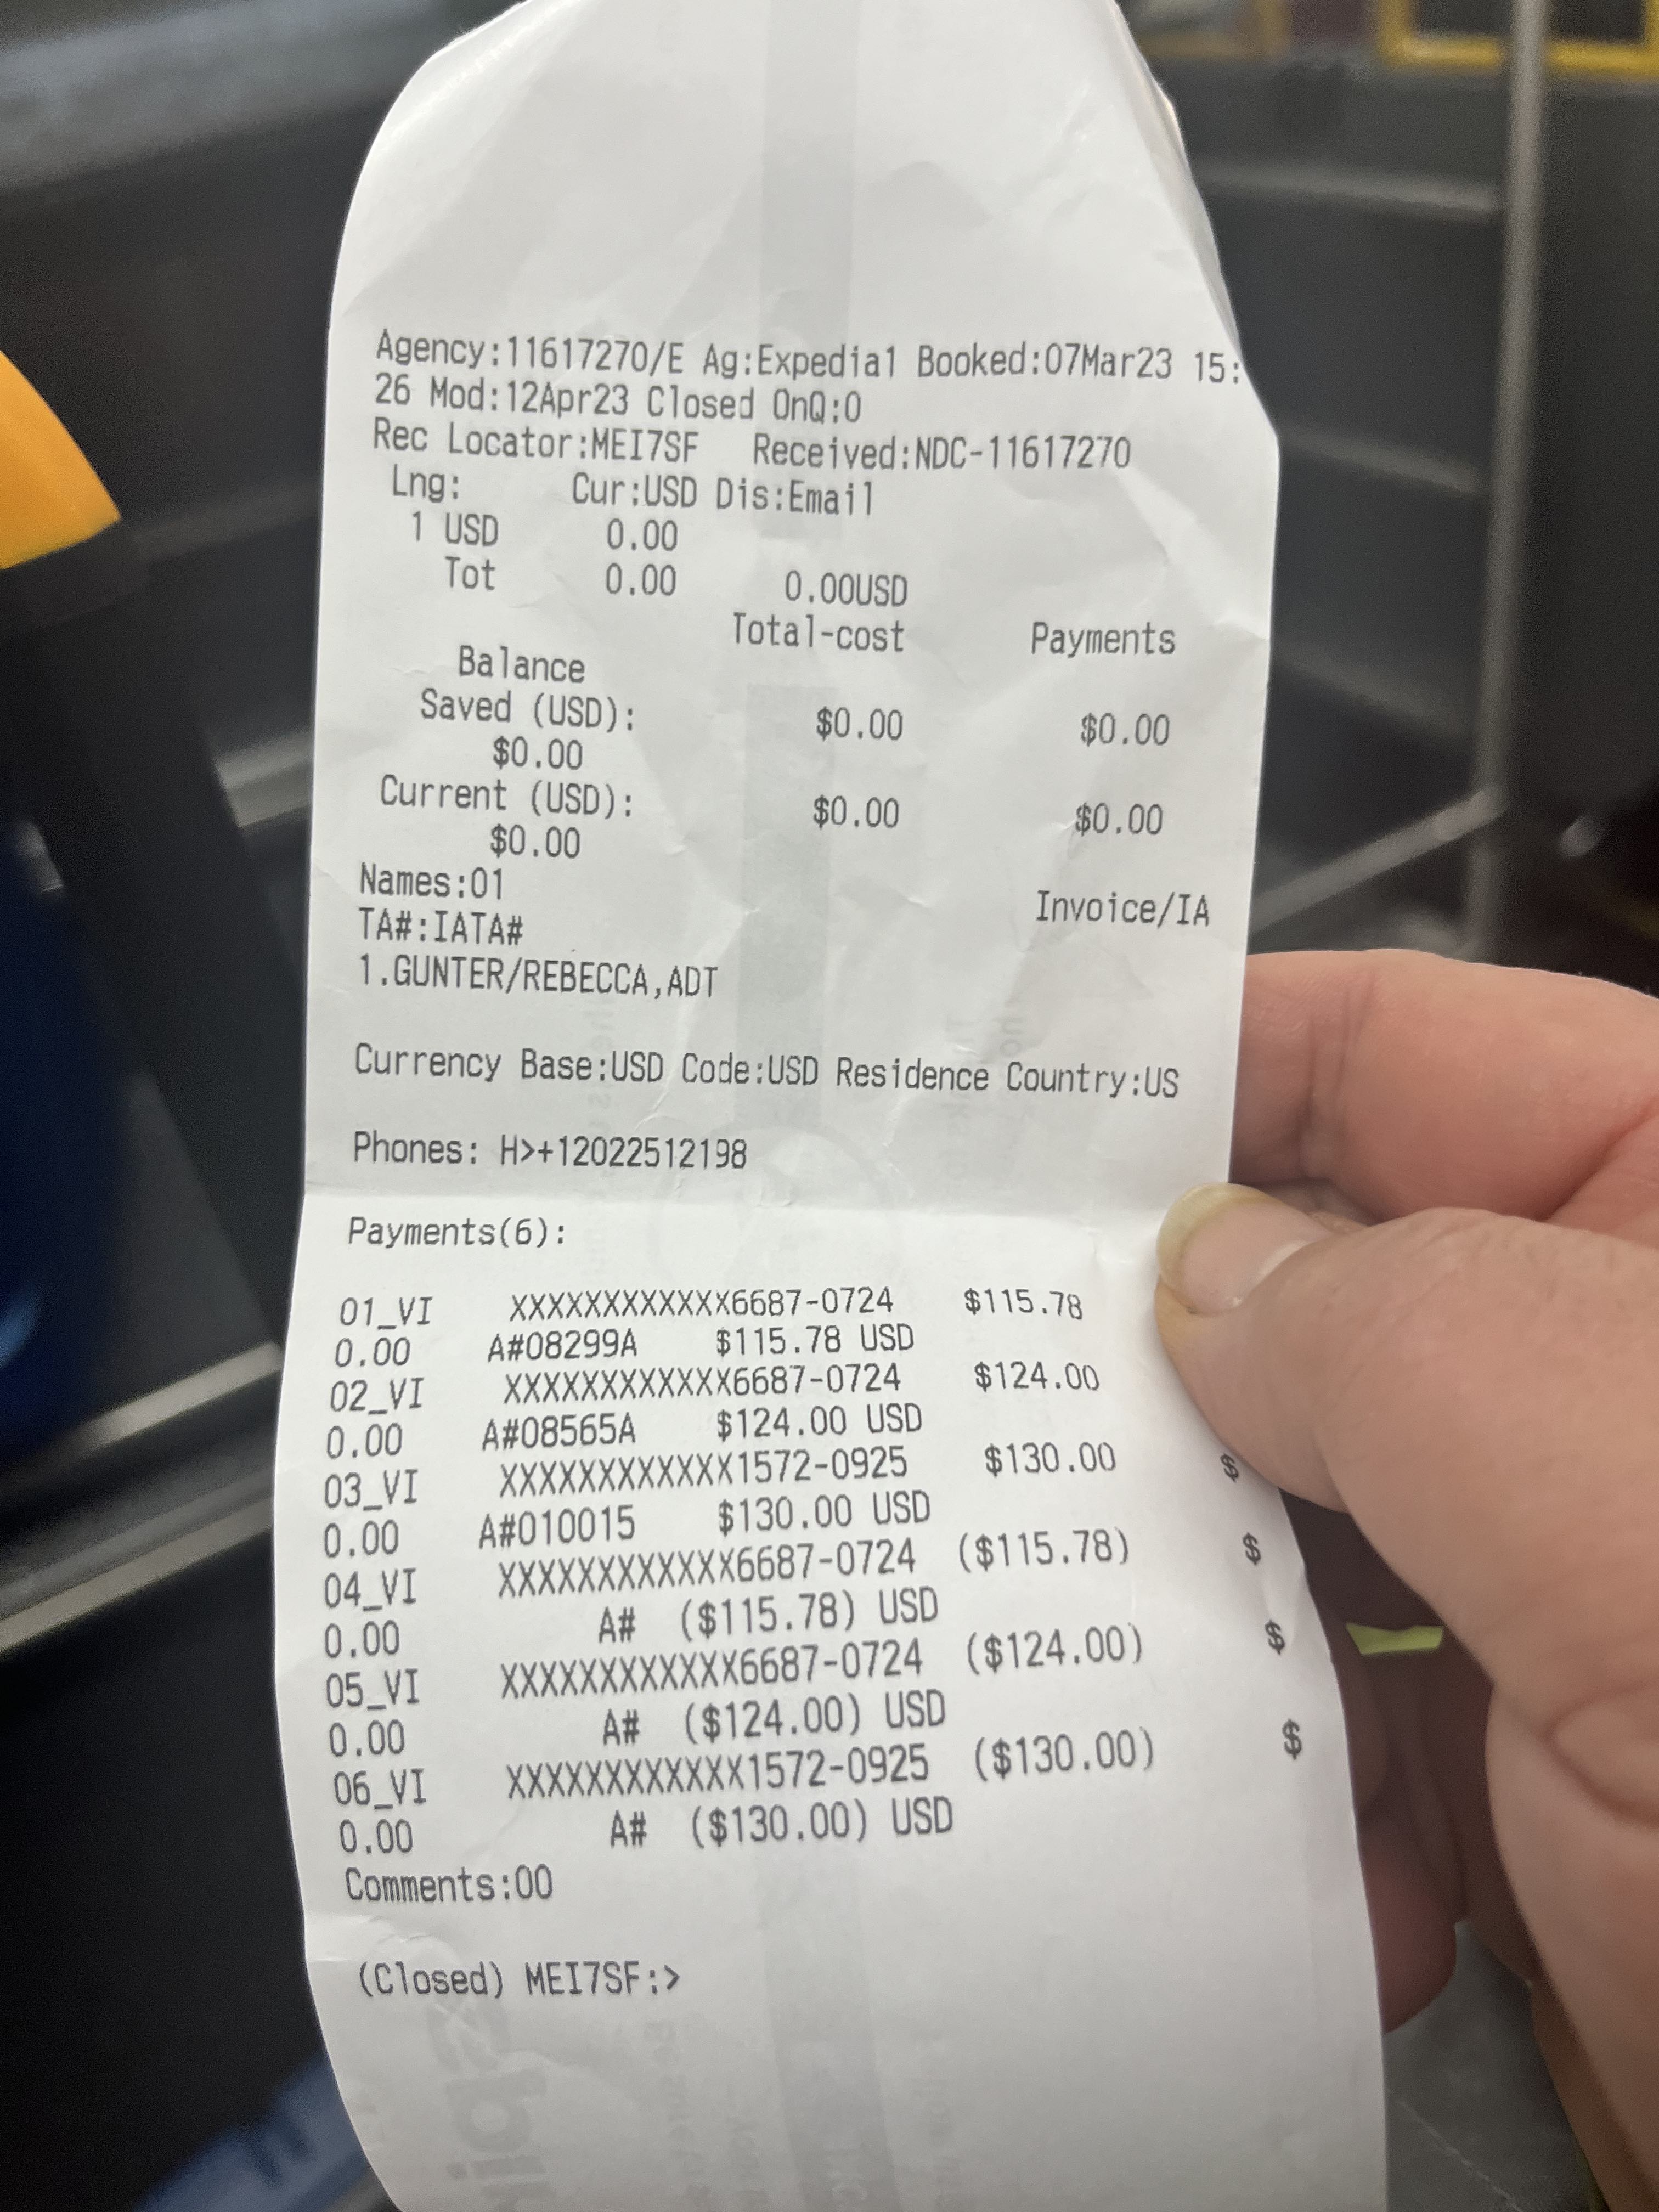 Agency:11617270/E Ag:Expedia1 Booked:07Mar23 15:
26 Mod:12Apr23 Closed OnQ:0
Rec Locator:MEI7SF Received:NDC-11617270
Lng: Cur:USD Dis:Email
1 USD 0.00
Tot 0.00 0.00USD
Total-cost Payments
Balance
Saved (USD): $0.00 $0.00
$0.00
Current (USD): $0.00 $0.00
$0.00
Names:01 Invoice/IA
TA#:IATA#
1.GUNTER/REBECCA,ADT
Currency Base:USD Code:USD Residence Country:US
Phones: H>+12022512198
Payments(6):
01_VI XXXXXXXXXXXX6687-0724 $115.78
0.00 A#08299A $115.78 USD
02_VI XXXXXXXXXXXX6687-0724 $124.00
0.00 A#08565A $124.00 USD
03_VI XXXXXXXXXXXX1572-0925 $130.00 $
0.00 A#010015 $130.00 USD
04_VI XXXXXXXXXXXX6687-0724 ($115.78) $
0.00 A# ($115.78) USD
05_VI XXXXXXXXXXXX6687-0724 ($124.00) $
0.00 A# ($124.00) USD
06_VI XXXXXXXXXXXX1572-0925 ($130.00) $
0.00 A# ($130.00) USD
Comments:00
(Closed) MEI7SF:>